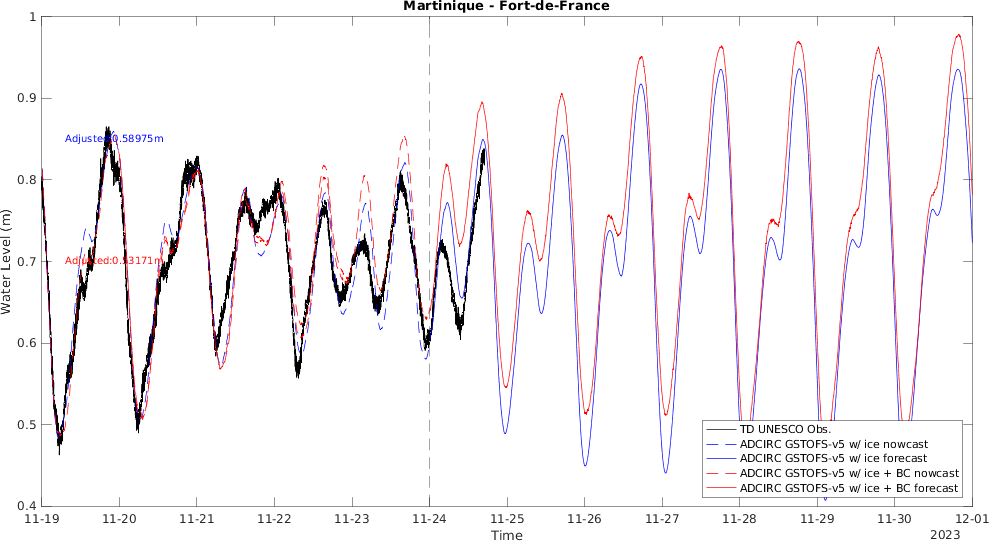 Martinique - Fort-de-France
Water Level (m)
1
0.9
0.8
0.7
0.6
0.5
0.4
Adjusted:0.58975m
Adjusted:0.53171m
TD UNESCO Obs.
ADCIRC GSTOFS-v5 w/ ice nowcast
ADCIRC GSTOFS-v5 w/ ice forecast
ADCIRC GSTOFS-v5 w/ ice + BC nowcast
ADCIRC GSTOFS-v5 w/ ice + BC forecast
11-19 11-20 11-21 11-22 11-23 11-24 11-25 11-26 11-27 11-28 11-29 11-30 12-01
Time
2023